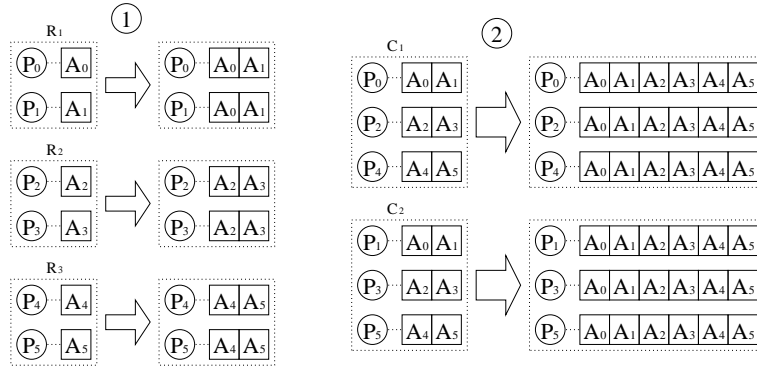 ①
R1
P0 A0 P0 A0 A1
P1 A1 P1 A0 A1
R2
P2 A2 P2 A2 A3
P3 A3 P3 A2 A3
R3
P4 A4 P4 A4 A5
P5 A5 P5 A4 A5
②
C1
P0 A0 A1 P0 A0 A1 A2 A3 A4 A5
P2 A2 A3 P2 A0 A1 A2 A3 A4 A5
P4 A4 A5 P4 A0 A1 A2 A3 A4 A5
C2
P1 A0 A1 P1 A0 A1 A2 A3 A4 A5
P3 A2 A3 P3 A0 A1 A2 A3 A4 A5
P5 A4 A5 P5 A0 A1 A2 A3 A4 A5